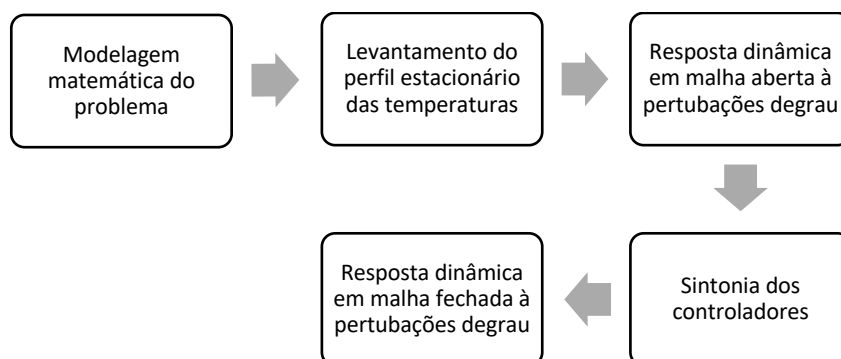 Modelagem
matemática do
problema
Levantamento do
perfil estacionário
das temperaturas
Resposta dinâmica
em malha aberta à
pertubações degrau
Sintonia dos
controladores
Resposta dinâmica
em malha fechada à
pertubações degrau